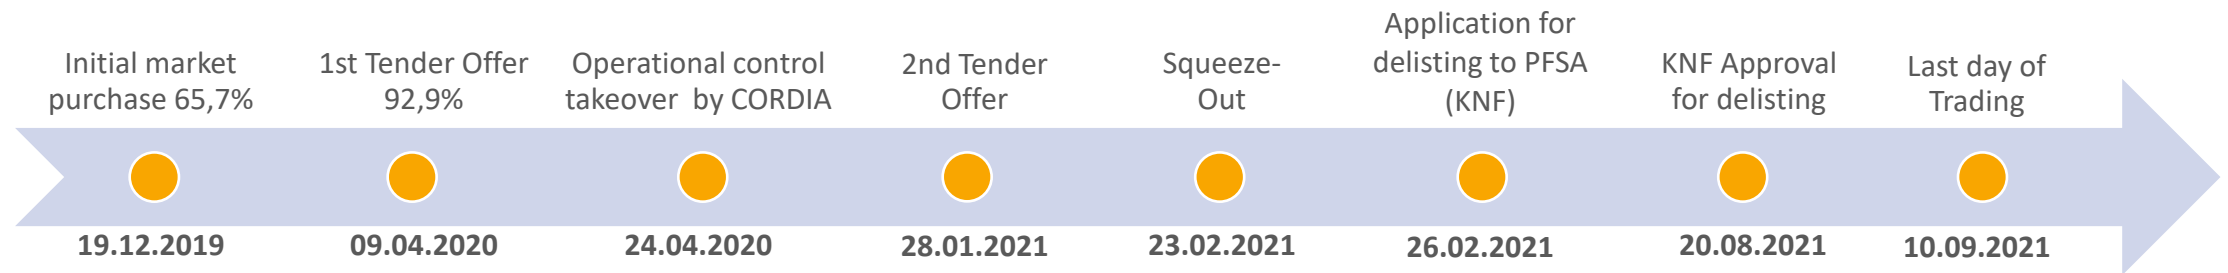 Initial market
purchase 65,7%
1st Tender Offer
92,9%
Operational control
takeover  by CORDIA
2nd Tender
Offer
Squeeze-
Out
Application for
delisting to PFSA
(KNF)
KNF Approval
for delisting
Last day of
Trading
19.12.2019
09.04.2020
24.04.2020
28.01.2021
23.02.2021
26.02.2021
20.08.2021
10.09.2021